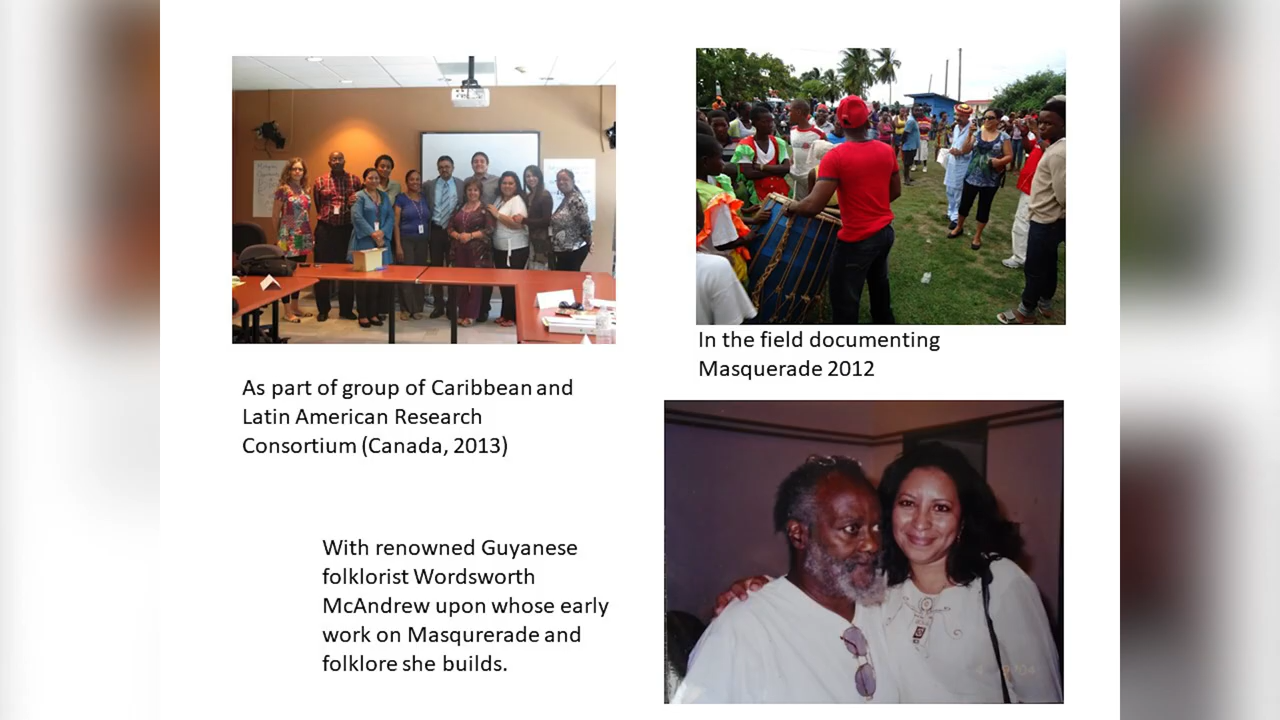 In the field documenting
Masquerade 2012
As part of group of Caribbean and
Latin American Research
Consortium (Canada, 2013)
With renowned Guyanese
folklorist Wordsworth
McAndrew upon whose early
work on Masqurerade and
folklore she builds.